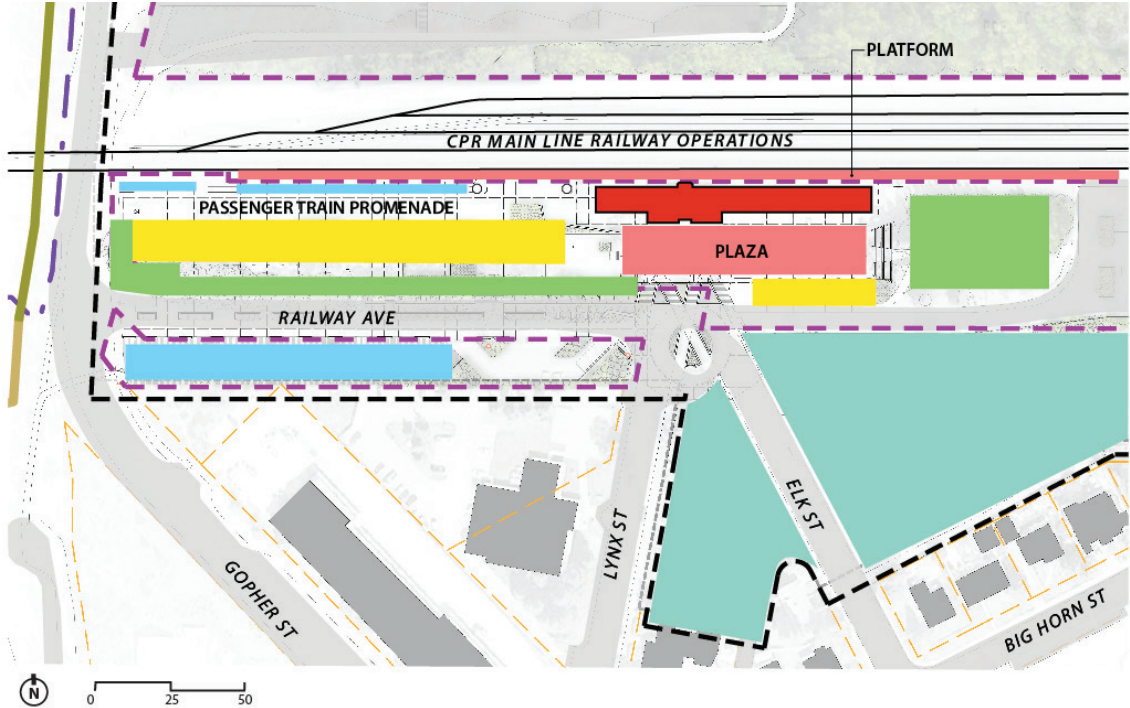 PLATFORM
CPR MAIN LINE RAILWAY OPERATIONS
PASSENGER TRAIN PROMENADE
PLAZA
RAILWAY AVE
ELK ST
LYNX ST
GOPHER ST
BIG HORN ST
N
0 25 50